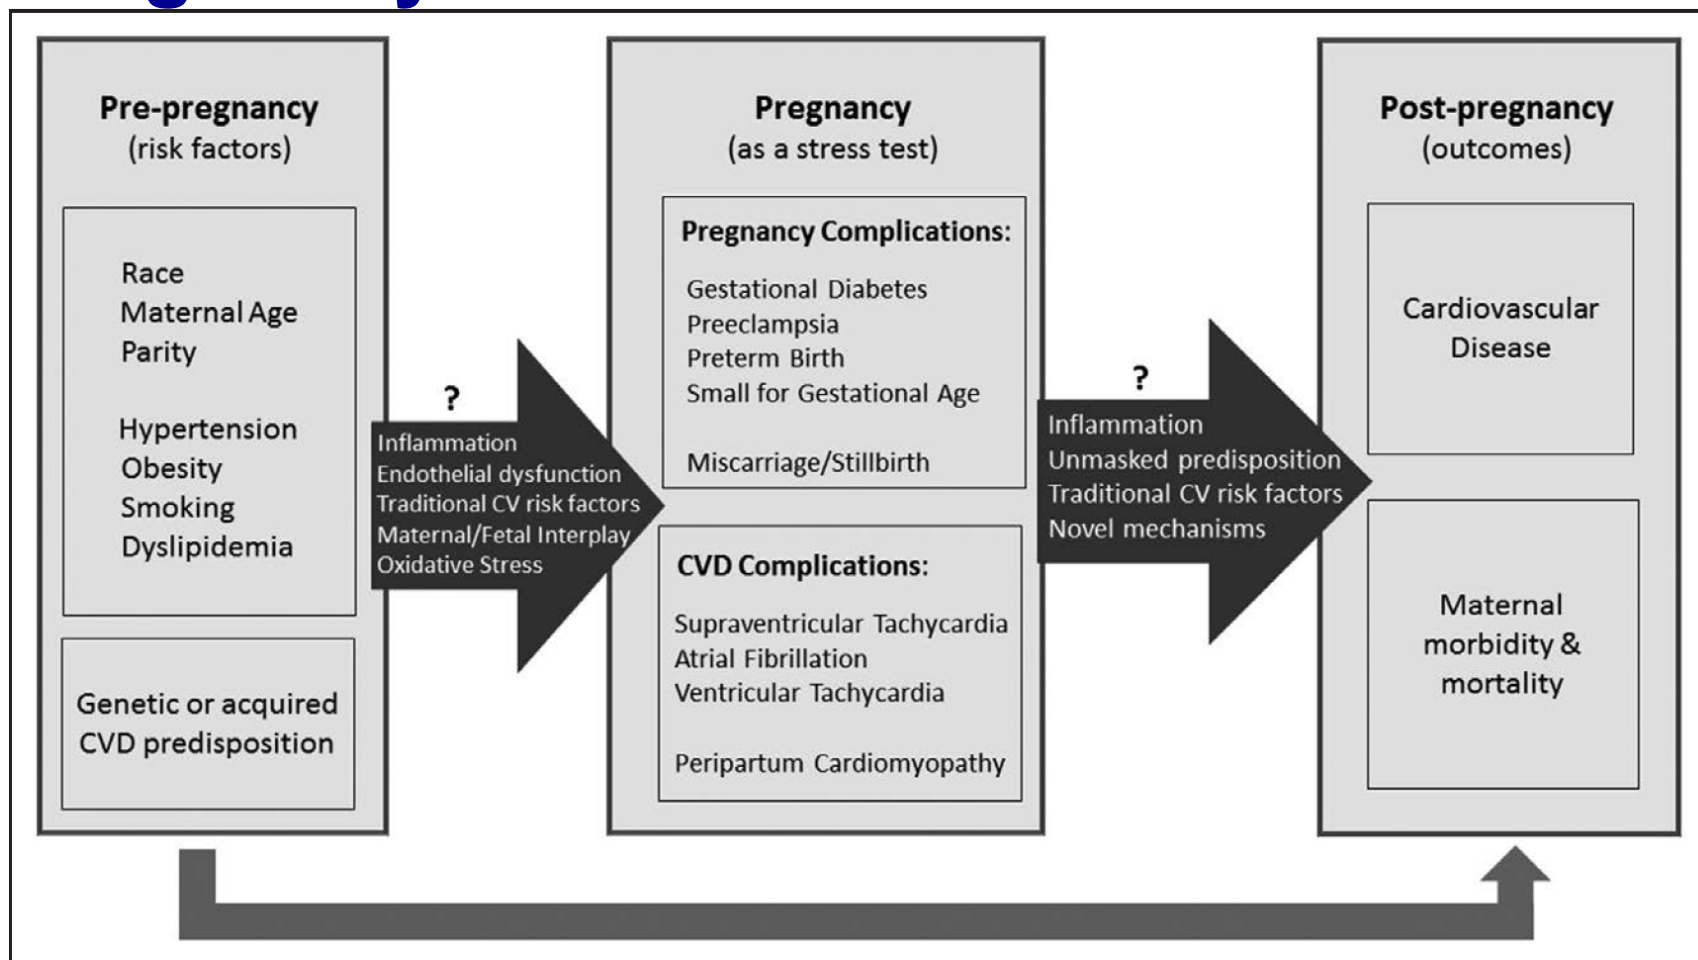 Pre-pregnancy
(risk factors)
Race
Maternal Age
Parity
Hypertension
Obesity
Smoking
Dyslipidemia
Genetic or acquired
CVD predisposition
?
Inflammation
Endothelial dysfunction
Traditional CV risk factors
Maternal/Fetal Interplay
Oxidative Stress
Pregnancy
(as a stress test)
Pregnancy Complications:
Gestational Diabetes
Preeclampsia
Preterm Birth
Small for Gestational Age
Miscarriage/Stillbirth
CVD Complications:
Supraventricular Tachycardia
Atrial Fibrillation
Ventricular Tachycardia
Peripartum Cardiomyopathy
?
Inflammation
Unmasked predisposition
Traditional CV risk factors
Novel mechanisms
Post-pregnancy
(outcomes)
Cardiovascular
Disease
Maternal
morbidity &
mortality